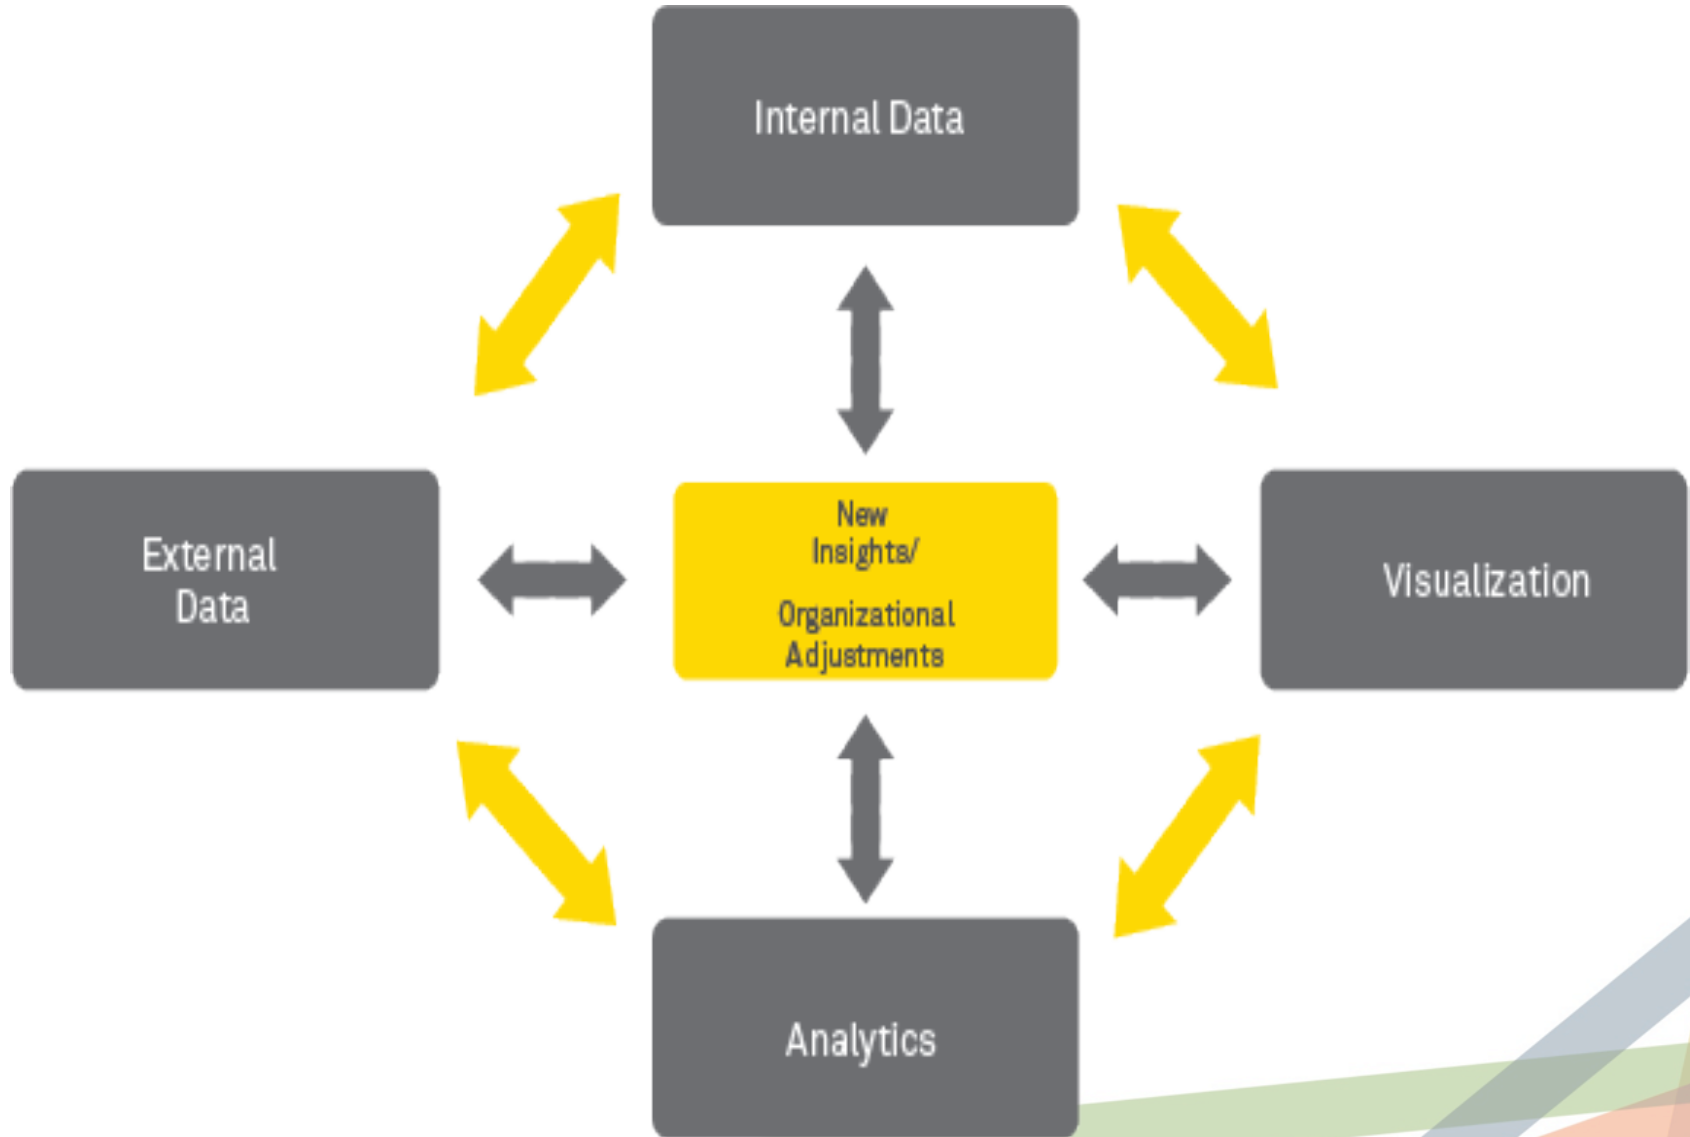 Internal Data
External
Data
New
Insights/
Organizational
Adjustments
Visualization
Analytics